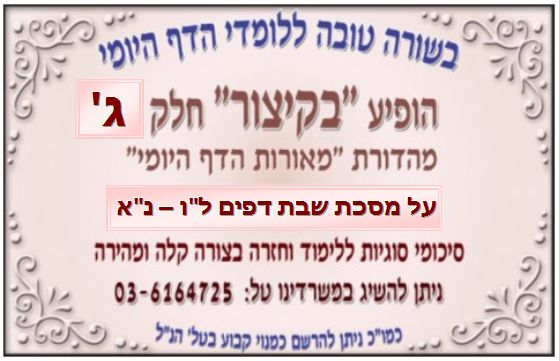 בשורה טובה ללומדי הדף היומי
הופיע "בקיצור" חלק ג'
מהדורת "מאורות הדף היומי"
על מסכת שבת דפים ל"ו – נ"א
סיכומי סוגיות ללימוד וחזרה בצורה קלה ומהירה
ניתן להשיג במשרדינו טל: 03-6164725
כמו"כ ניתן להרשם כמנוי קבוע בטל' הנ"ל